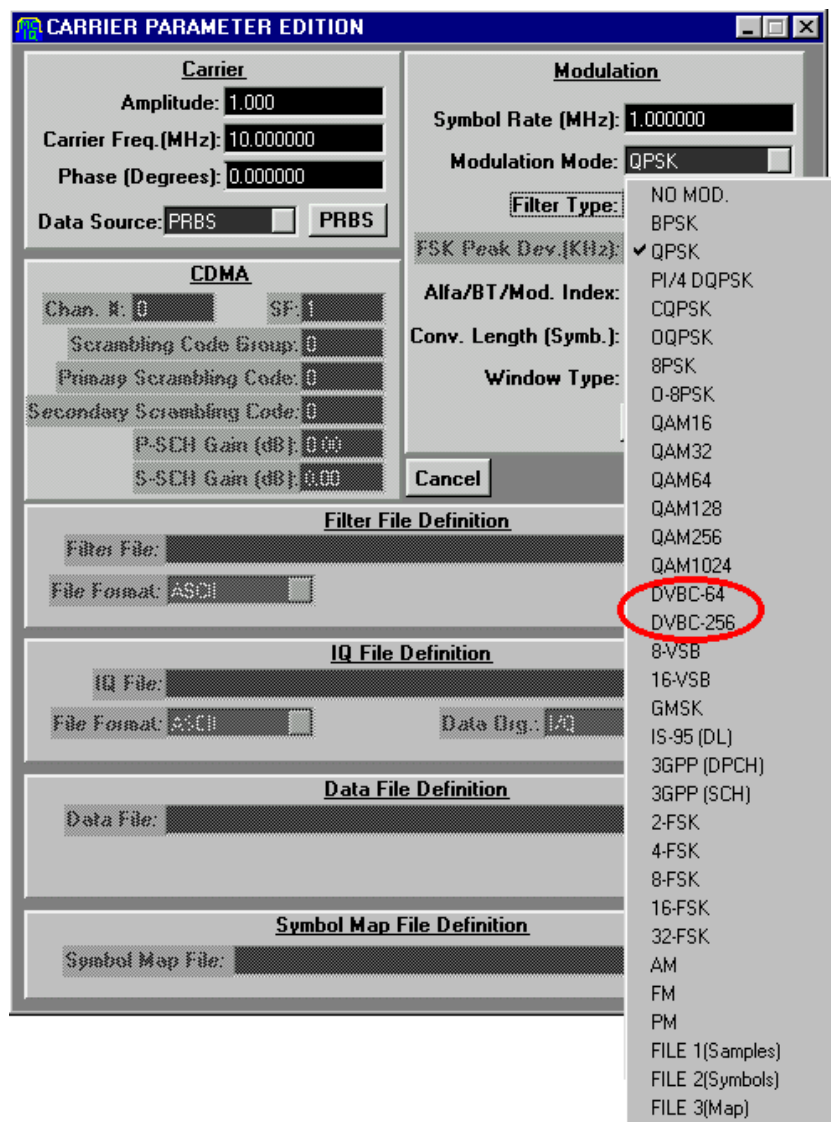 CARRIER PARAMETER EDITION
Carrier
Amplitude: 1.000
Carrier Freq.(MHz): 10.000000
Phase (Degrees): 0.000000
Data Source: PRBS PRBS
CDMA
Chan. #: 0 SF: 1
Scrambling Code Group: 0
Primary Scrambling Code: 0
Secondary Scrambling Code: 0
P-SCH Gain (dB): 0.00
S-SCH Gain (dB): 0.00
Modulation
Symbol Rate (MHz): 1.000000
Modulation Mode: QPSK
Filter Type:
FSK Peak Dev.(KHz):
Alfa/BT/Mod. Index:
Conv. Length (Symb.):
Window Type:
Cancel
Filter File Definition
Filter File:
File Format: ASCII
IQ File Definition
IQ File:
File Format: ASCII Data Org.: I/Q
Data File Definition
Data File:
Symbol Map File Definition
Symbol Map File:
NO MOD.
BPSK
QPSK
PI/4 DQPSK
CQPSK
OQPSK
8PSK
O-8PSK
QAM16
QAM32
QAM64
QAM128
QAM256
QAM1024
DVBC-64
DVBC-256
8-VSB
16-VSB
GMSK
IS-95 (DL)
3GPP (DPCH)
3GPP (SCH)
2-FSK
4-FSK
8-FSK
16-FSK
32-FSK
AM
FM
PM
FILE 1(Samples)
FILE 2(Symbols)
FILE 3(Map)